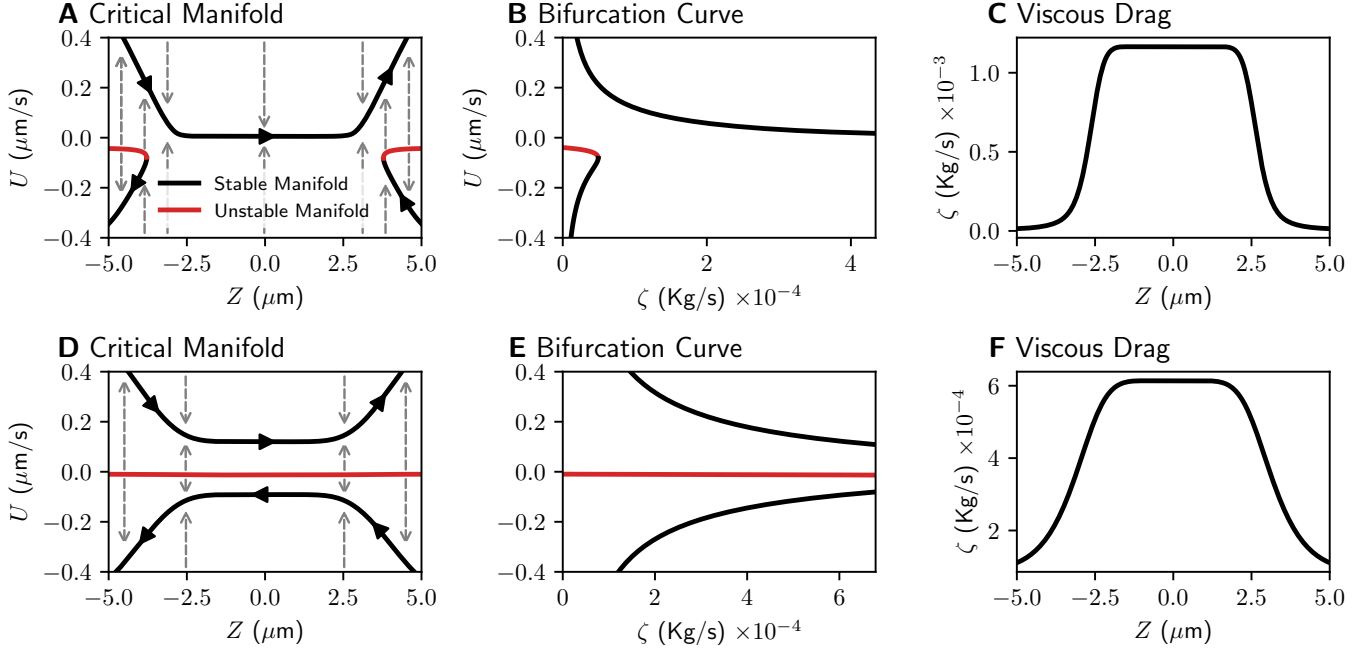 A Critical Manifold
0.4
0.2
0.0
−0.2
−0.4
U (μm/s)
Stable Manifold
Unstable Manifold
−5.0 −2.5 0.0 2.5 5.0
Z (μm)
B Bifurcation Curve
0.4
0.2
0.0
−0.2
−0.4
U (μm/s)
0 2 4
ζ (Kg/s) ×10⁻⁴
C Viscous Drag
1.0
0.5
0.0
ζ (Kg/s) ×10⁻³
−5.0 −2.5 0.0 2.5 5.0
Z (μm)
D Critical Manifold
0.4
0.2
0.0
−0.2
−0.4
U (μm/s)
−5.0 −2.5 0.0 2.5 5.0
Z (μm)
E Bifurcation Curve
0.4
0.2
0.0
−0.2
−0.4
U (μm/s)
0 2 4 6
ζ (Kg/s) ×10⁻⁴
F Viscous Drag
6
4
2
ζ (Kg/s) ×10⁻⁴
−5.0 −2.5 0.0 2.5 5.0
Z (μm)